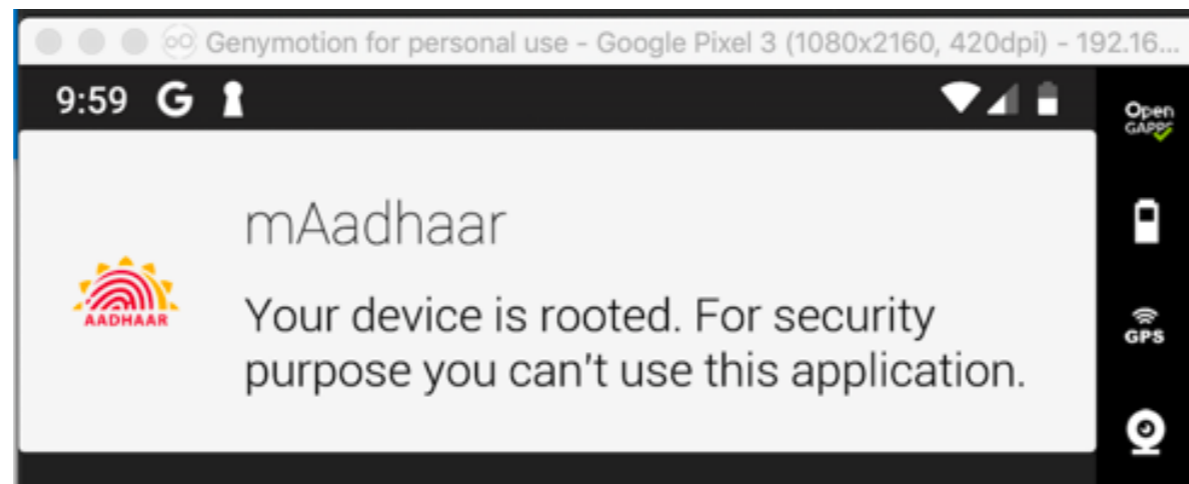 Genymotion for personal use - Google Pixel 3 (1080x2160, 420dpi) - 192.16...
9:59 G
Open
GAPPS
mAadhaar
AADHAAR
Your device is rooted. For security
purpose you can't use this application.
GPS